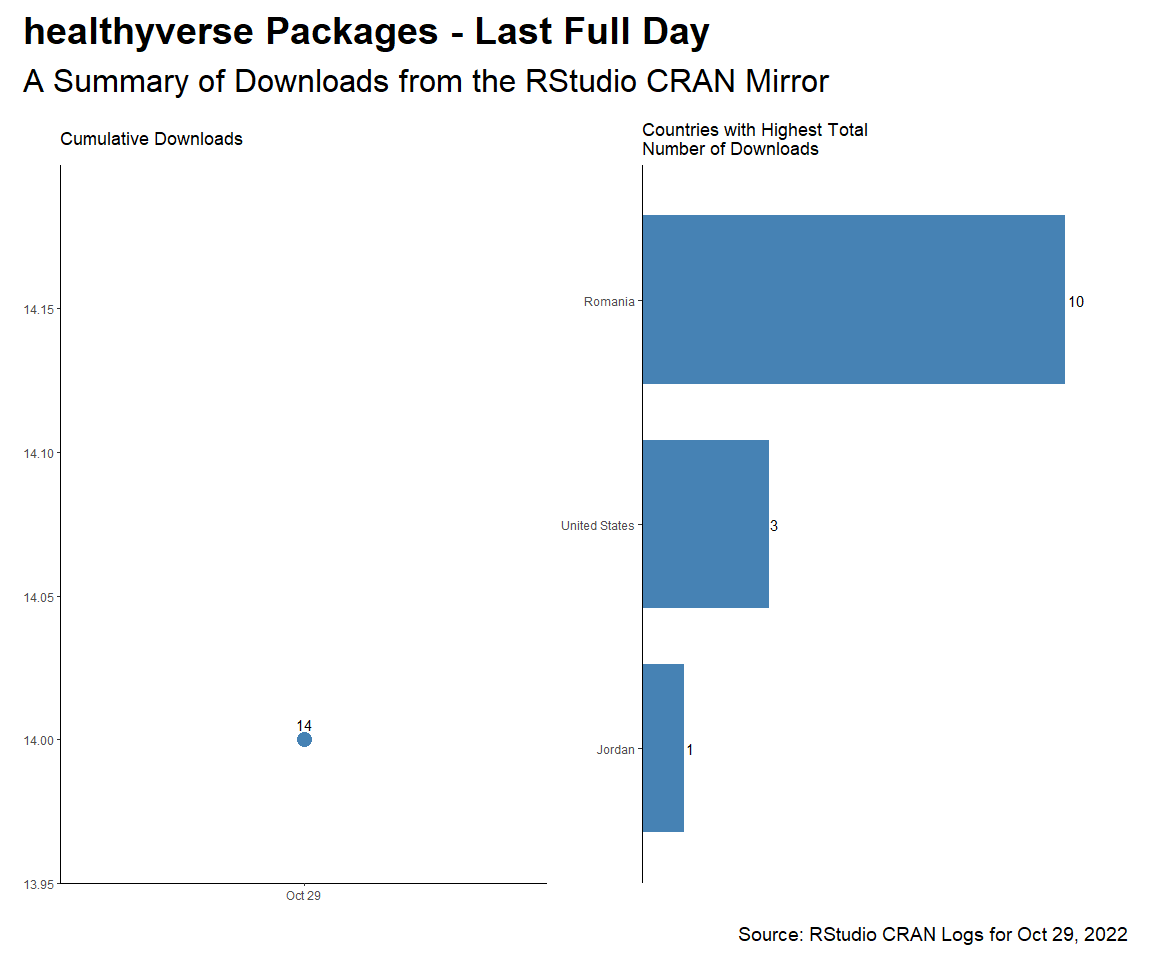 healthyverse Packages - Last Full Day
A Summary of Downloads from the RStudio CRAN Mirror
Cumulative Downloads
14.15
14.10
14.05
14.00
13.95
14
Oct 29
Countries with Highest Total
Number of Downloads
Romania
10
United States
3
Jordan
1
Source: RStudio CRAN Logs for Oct 29, 2022